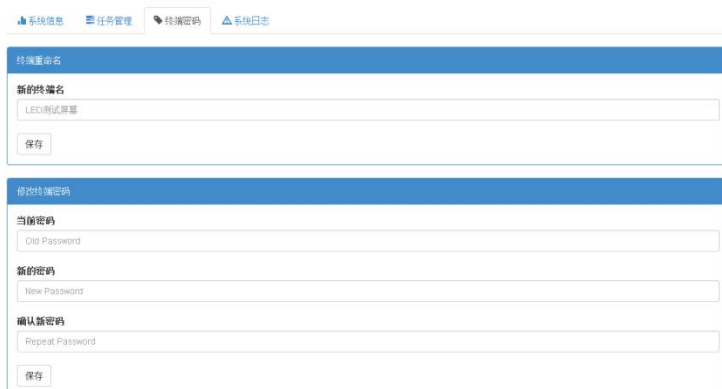 系统信息 任务管理 终端密码 系统日志
终端重命名
新的终端名
LED测试屏幕
保存
修改终端密码
当前密码
Old Password
新的密码
New Password
确认新密码
Repeat Password
保存